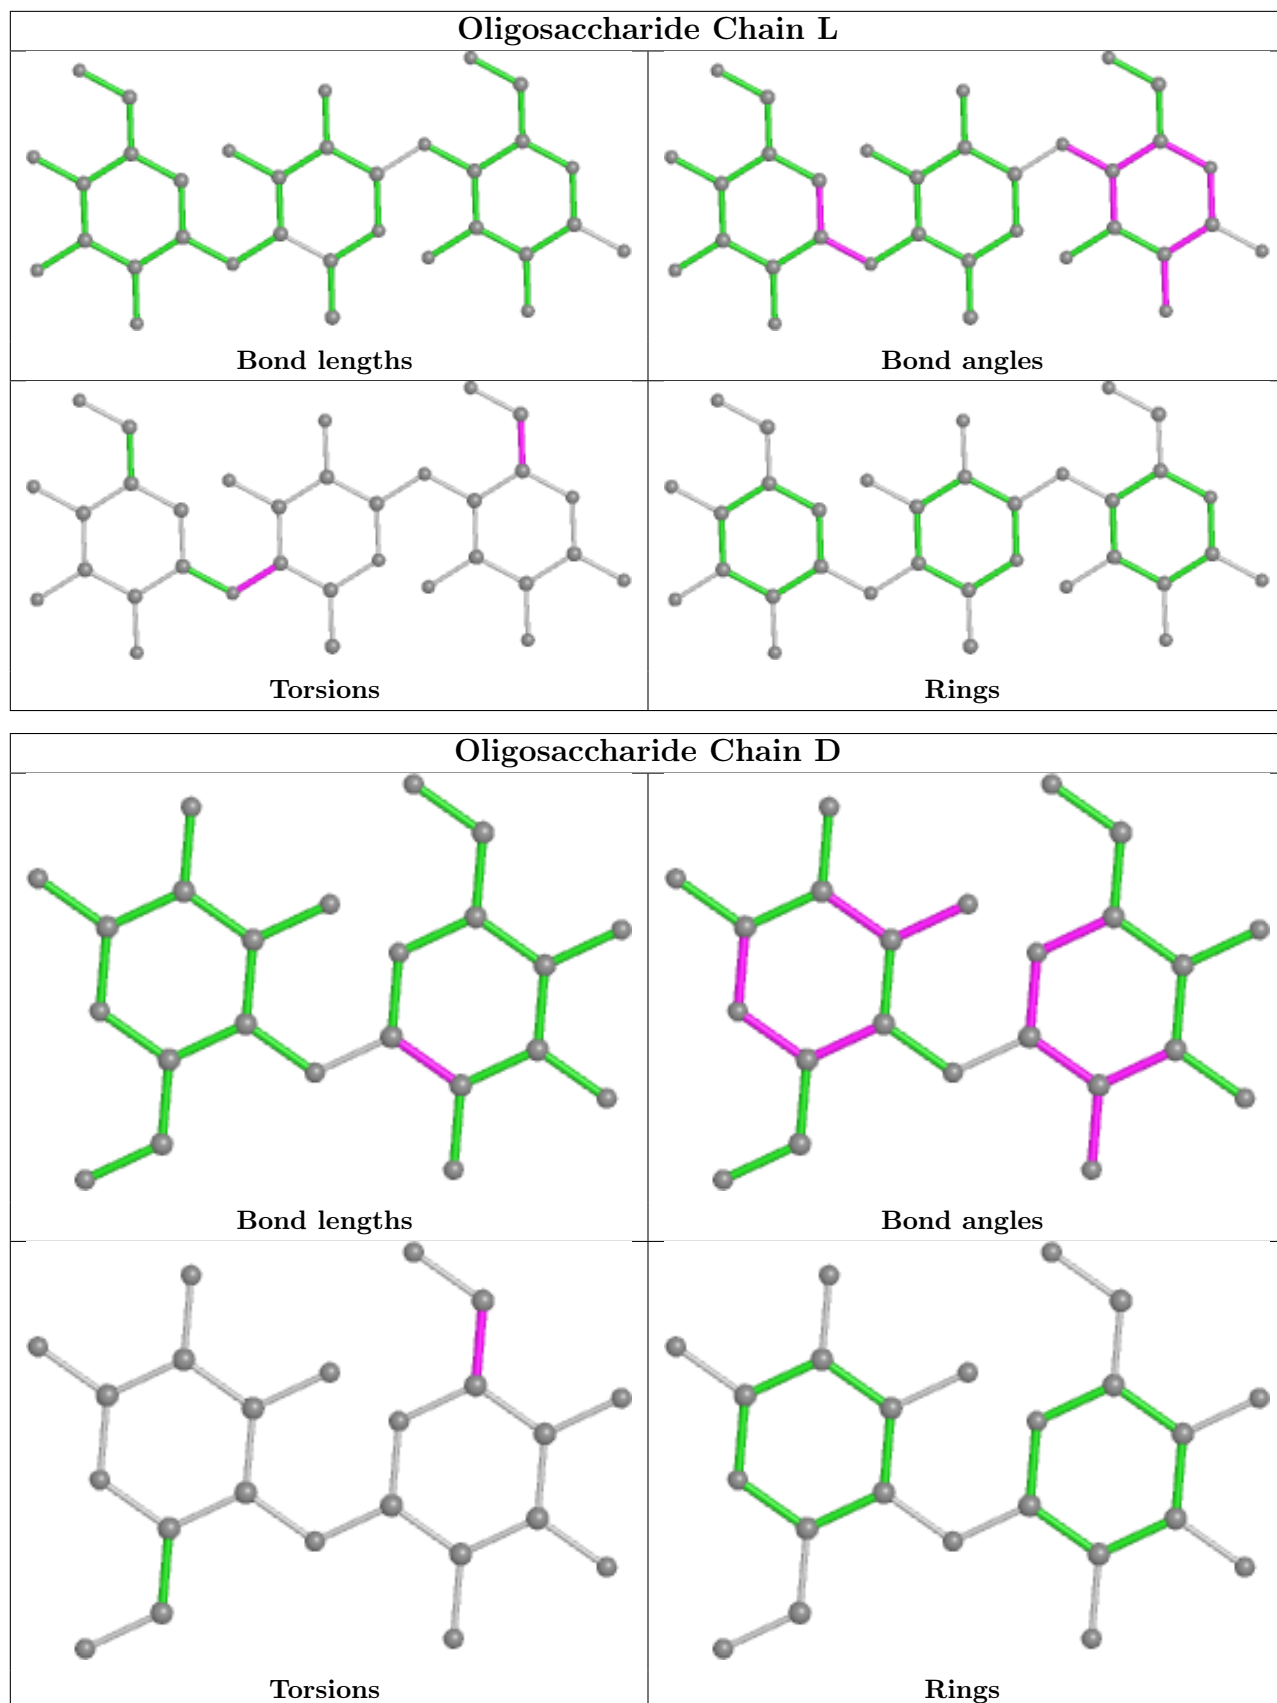 Oligosaccharide Chain L
Bond lengths
Bond angles
Torsions
Rings
Oligosaccharide Chain D
Bond lengths
Bond angles
Torsions
Rings